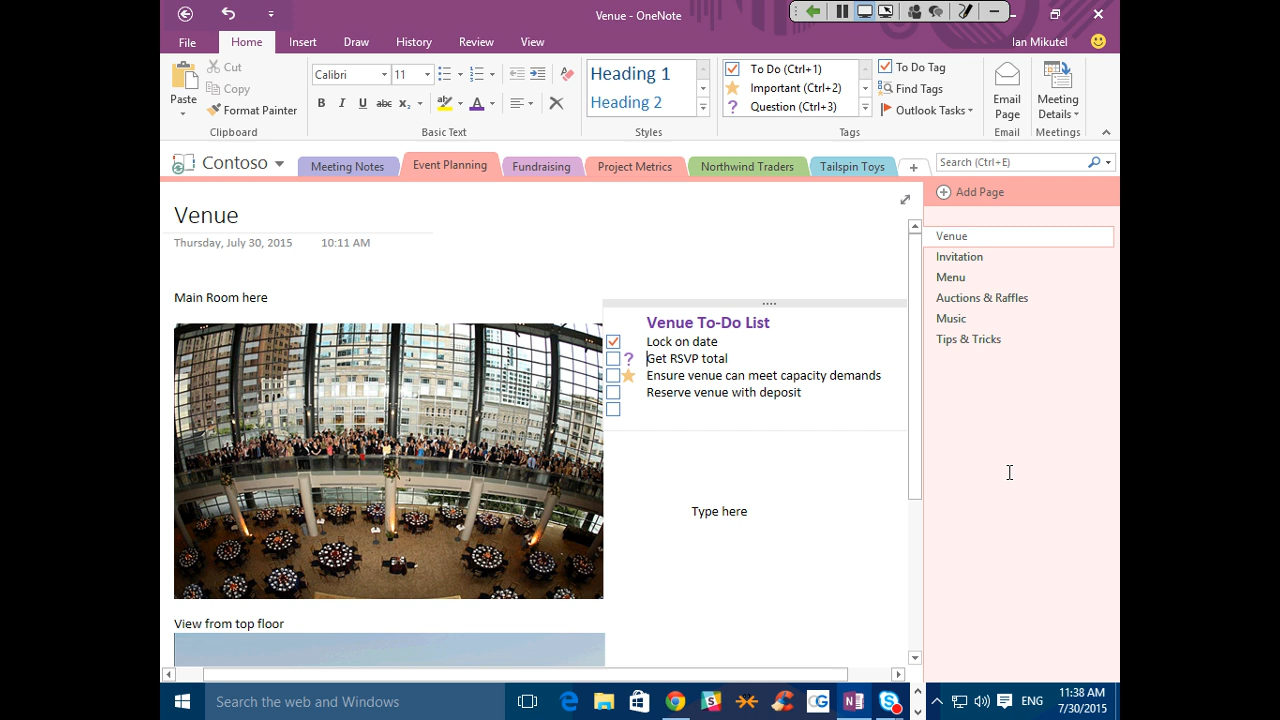 Venue - OneNote
File Home Insert Draw History Review View Ian Mikutel
Paste
Cut
Copy
Format Painter
Clipboard
Calibri 11
B I U abc x₂ A
Basic Text
Heading 1
Heading 2
Styles
To Do (Ctrl+1)
Important (Ctrl+2)
? Question (Ctrl+3)
To Do Tag
Find Tags
Outlook Tasks
Tags
Email
Page
Email
Meeting
Details
Meetings
Contoso
Meeting Notes Event Planning Fundraising Project Metrics Northwind Traders Tailspin Toys +
Search (Ctrl+E)
Venue
Thursday, July 30, 2015 10:11 AM
Main Room here
Venue To-Do List
Lock on date
? Get RSVP total
Ensure venue can meet capacity demands
Reserve venue with deposit
Type here
View from top floor
Add Page
Venue
Invitation
Menu
Auctions & Raffles
Music
Tips & Tricks
Search the web and Windows
ENG
11:38 AM
7/30/2015